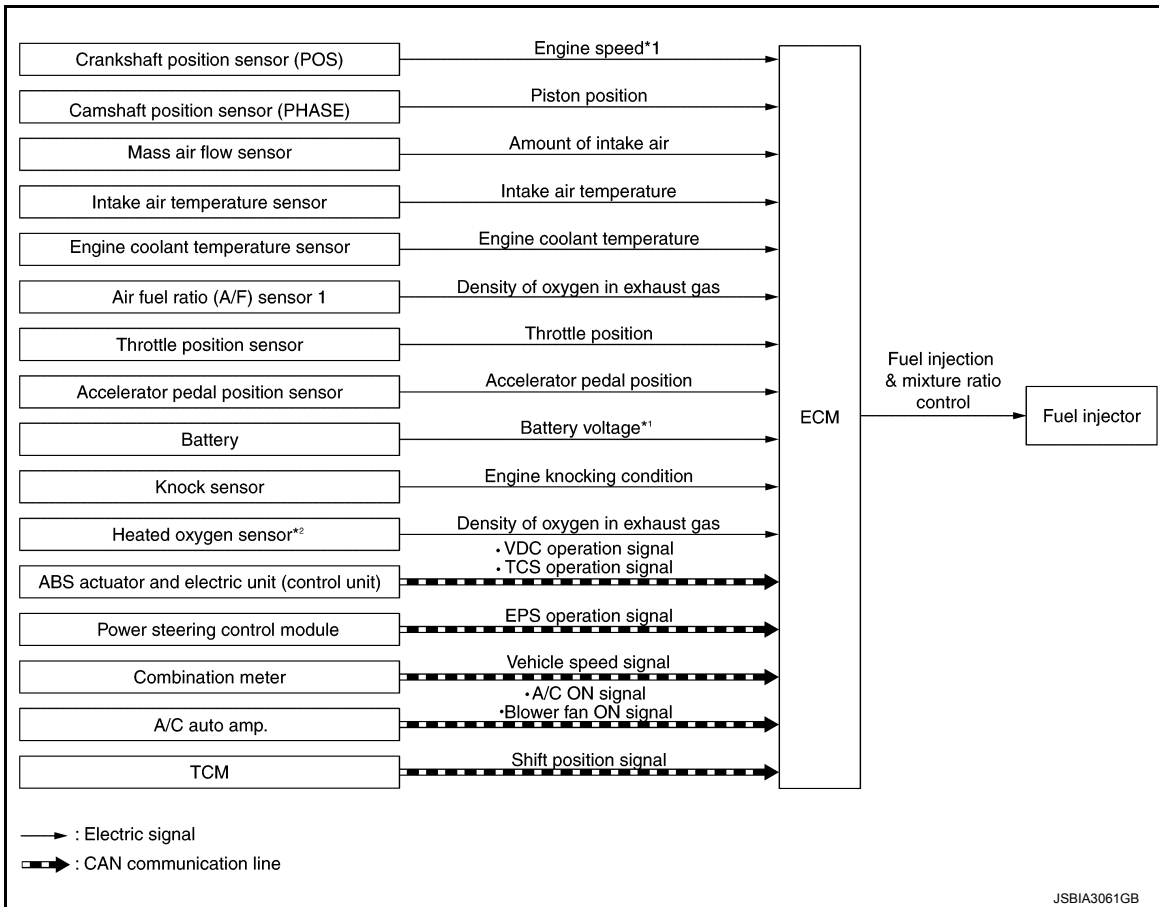 Crankshaft position sensor (POS)
Engine speed*1
Camshaft position sensor (PHASE)
Piston position
Mass air flow sensor
Amount of intake air
Intake air temperature sensor
Intake air temperature
Engine coolant temperature sensor
Engine coolant temperature
Air fuel ratio (A/F) sensor 1
Density of oxygen in exhaust gas
Throttle position sensor
Throttle position
Accelerator pedal position sensor
Accelerator pedal position
Battery
Battery voltage*1
Knock sensor
Engine knocking condition
Heated oxygen sensor*2
Density of oxygen in exhaust gas
ABS actuator and electric unit (control unit)
• VDC operation signal
• TCS operation signal
Power steering control module
EPS operation signal
Combination meter
Vehicle speed signal
A/C auto amp.
• A/C ON signal
• Blower fan ON signal
TCM
Shift position signal
ECM
Fuel injection
& mixture ratio
control
Fuel injector
: Electric signal
: CAN communication line
JSBIA3061GB